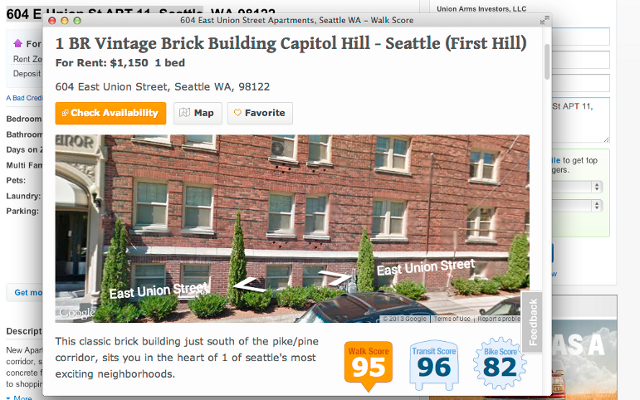 604 East Union Street Apartments, Seattle WA – Walk Score
604 E Union St APT 11, Seattle, WA 98122
Union Arms Investors, LLC
1 BR Vintage Brick Building Capitol Hill - Seattle (First Hill)
For Rent: $1,150 1 bed
604 East Union Street, Seattle WA, 98122
Check Availability
Map
Favorite
For
Rent Ze
Deposit
A Bad Credi
Bedroom
Bathroom
Days on Z
Multi Fam
Pets:
Laundry:
Parking:
St APT 11,
to get top
gers.
ANOR
East Union Street
East Union Street
Google
© 2013 Google
Terms of Use
Report a proble
Feedback
Get mo
Descript
New Apar
corridor, s
concrete f
to shoppin
More
This classic brick building just south of the pike/pine
corridor, sits you in the heart of 1 of seattle's most
exciting neighborhoods.
Walk Score
95
Transit Score
96
Bike Score
82
AS A